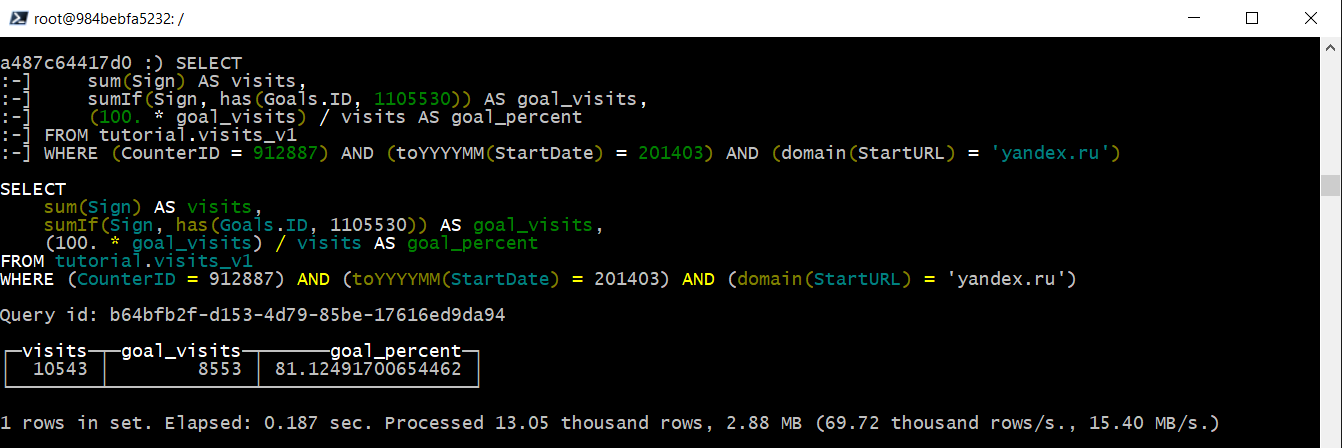 root@984bebfa5232: /
a487c64417d0 :) SELECT
:-]     sum(Sign) AS visits,
:-]     sumIf(Sign, has(Goals.ID, 1105530)) AS goal_visits,
:-]     (100. * goal_visits) / visits AS goal_percent
:-] FROM tutorial.visits_v1
:-] WHERE (CounterID = 912887) AND (toYYYYMM(StartDate) = 201403) AND (domain(StartURL) = 'yandex.ru')
SELECT
    sum(Sign) AS visits,
    sumIf(Sign, has(Goals.ID, 1105530)) AS goal_visits,
    (100. * goal_visits) / visits AS goal_percent
FROM tutorial.visits_v1
WHERE (CounterID = 912887) AND (toYYYYMM(StartDate) = 201403) AND (domain(StartURL) = 'yandex.ru')
Query id: b64bfb2f-d153-4d79-85be-17616ed9da94
┌─visits─┬─goal_visits─┬──────goal_percent─┐
│  10543 │        8553 │ 81.12491700654462 │
└────────┴─────────────┴───────────────────┘
1 rows in set. Elapsed: 0.187 sec. Processed 13.05 thousand rows, 2.88 MB (69.72 thousand rows/s., 15.40 MB/s.)